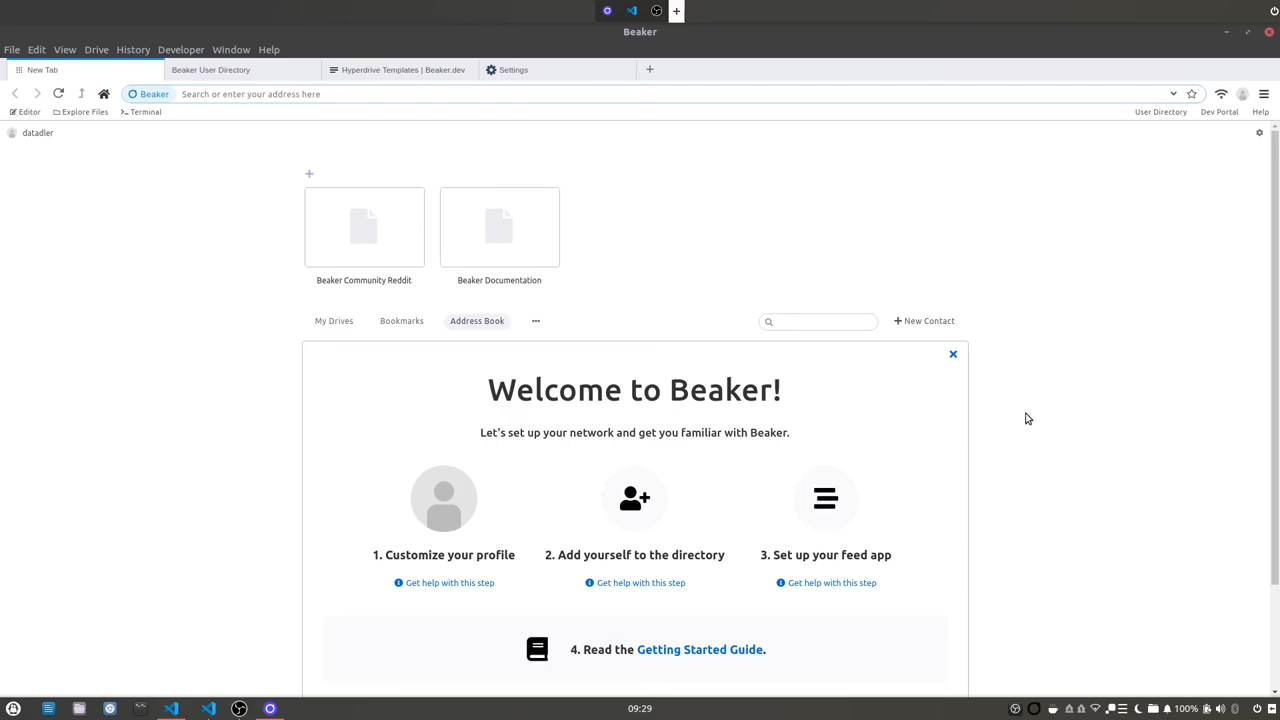 Beaker
File Edit View Drive History Developer Window Help
New Tab
Beaker User Directory
Hyperdrive Templates | Beaker.dev
Settings
Beaker Search or enter your address here
Editor Explore Files Terminal
User Directory Dev Portal Help
datadler
Beaker Community Reddit
Beaker Documentation
My Drives Bookmarks Address Book
New Contact
Welcome to Beaker!
Let's set up your network and get you familiar with Beaker.
1. Customize your profile
Get help with this step
2. Add yourself to the directory
Get help with this step
3. Set up your feed app
Get help with this step
4. Read the Getting Started Guide.
09:29
100%